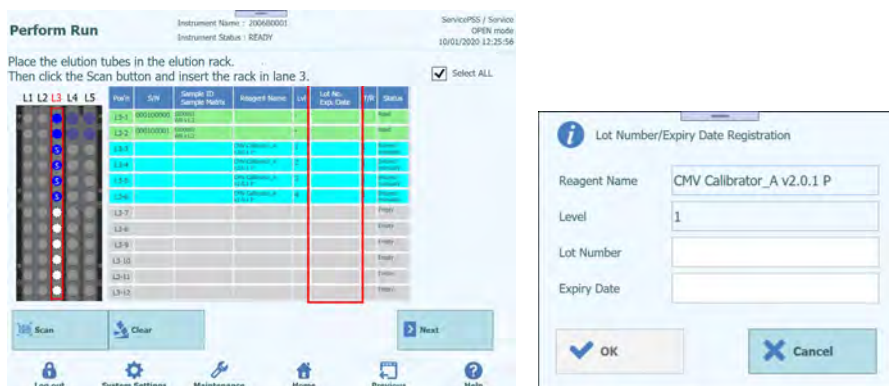 Perform Run
Instrument Name : 200680001
Instrument Status : READY
ServicePSS / Service
OPEN mode
10/01/2020 12:25:56
Place the elution tubes in the elution rack.
Then click the Scan button and insert the rack in lane 3.
Select ALL
L1 L2 L3 L4 L5
Pos'n S/N Sample ID Reagent Name Lvl Lot No. T/R Status
Sample Matrix Exp. Date
L3-1 000100000
L3-2 000100001
L3-3
L3-4
L3-5
L3-6
L3-7
L3-8
L3-9
L3-10
L3-11
L3-12
Scan
Clear
Next
Log out
System Settings
Maintenance
Home
Previous
Help
Lot Number/Expiry Date Registration
Reagent Name CMV Calibrator_A v2.0.1 P
Level 1
Lot Number
Expiry Date
OK
Cancel